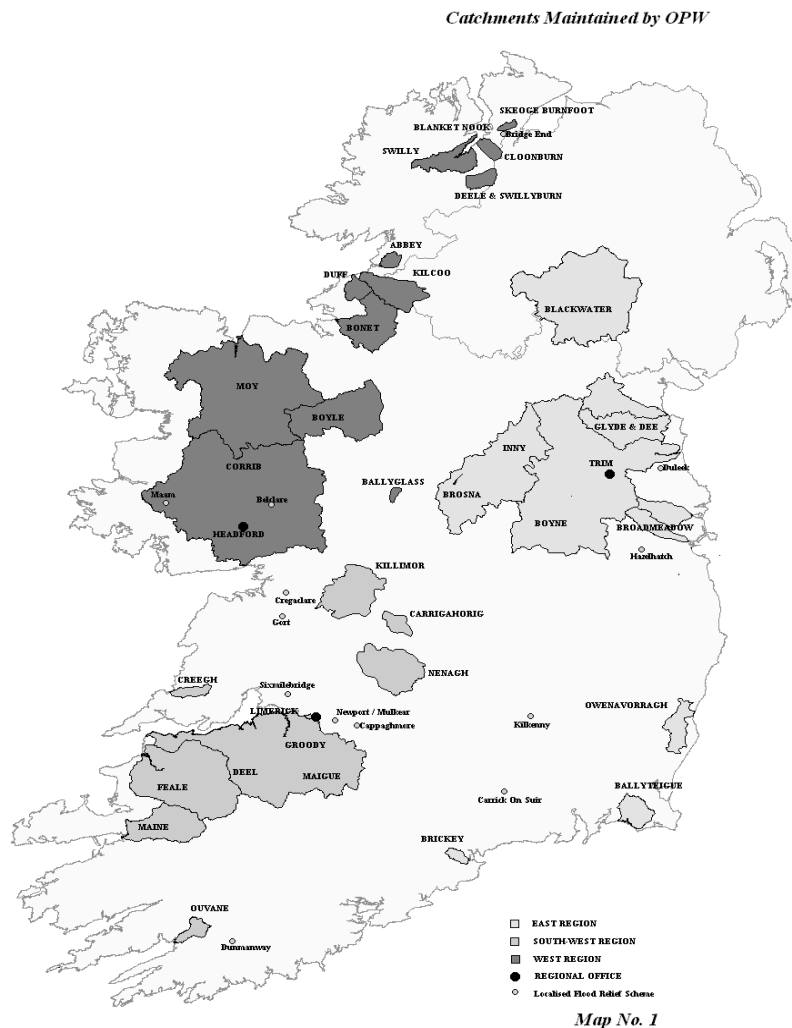 Catchments Maintained by OPW
SKEOGE BURNFOOT
BLANKET NOOK
Bridge End
SWILLY
CLOONBURN
DEELE & SWILLYBURN
ABBEY
DUFF
KILCOO
BLACKWATER
BONET
MOY
BOYLE
GLYDE & DEE
INNY
CORRIB
TRIM
Duleek
BALLYGLASS
Maam
Belclare
BROSNA
BOYNE
BROADMEADOW
HEADFORD
Hazelhatch
KILLIMOR
Cregaclare
CARRIGAHORIG
Gort
NENAGH
CREEGH
Sixmilebridge
OWENAVORRAGH
LIMERICK
Newport / Mulkear
Cappaghmore
Kilkenny
GROODY
DEEL
MAIGUE
FEALE
BALLYTEIGUE
Carrick On Suir
MAINE
BRICKEY
OUVANE
Dunmanway
EAST REGION
SOUTH-WEST REGION
WEST REGION
REGIONAL OFFICE
Localised Flood Relief Scheme
Map No. 1